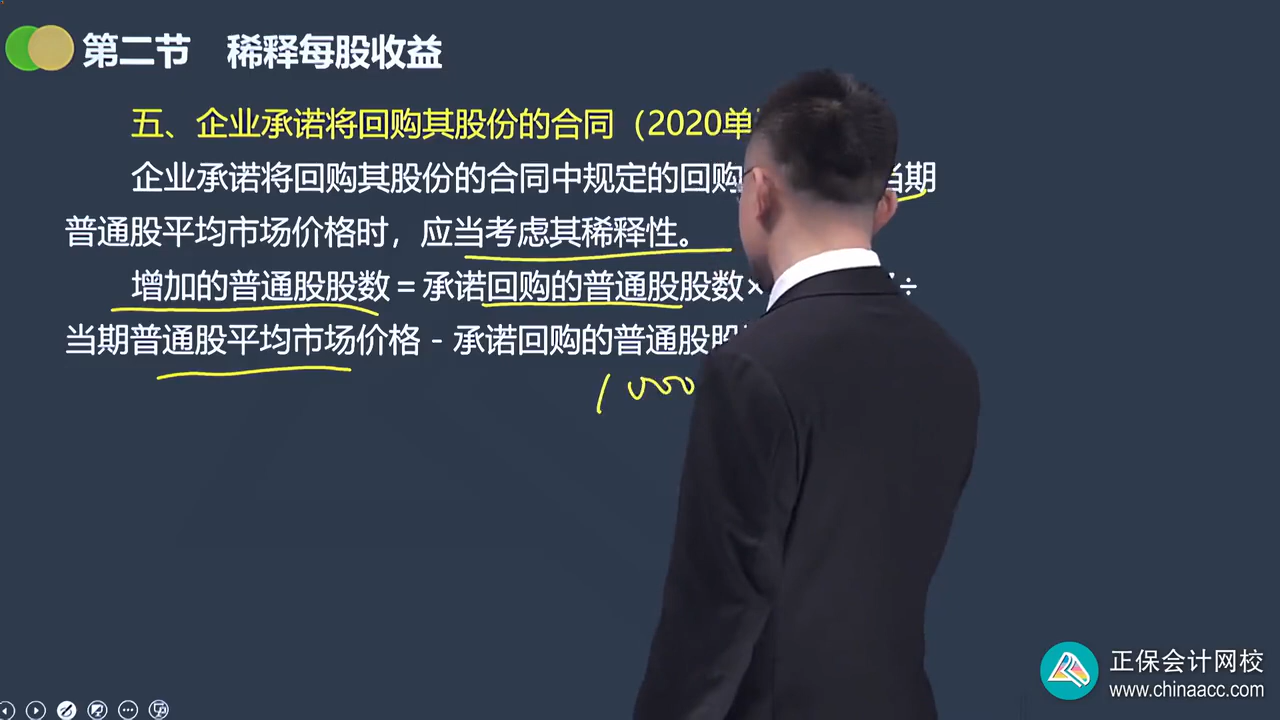 第二节 稀释每股收益
五、企业承诺将回购其股份的合同（2020单
企业承诺将回购其股份的合同中规定的回购 当期
普通股平均市场价格时，应当考虑其稀释性。
增加的普通股股数＝承诺回购的普通股股数× ÷
当期普通股平均市场价格－承诺回购的普通股股
1000
正保会计网校
www.chinaacc.com